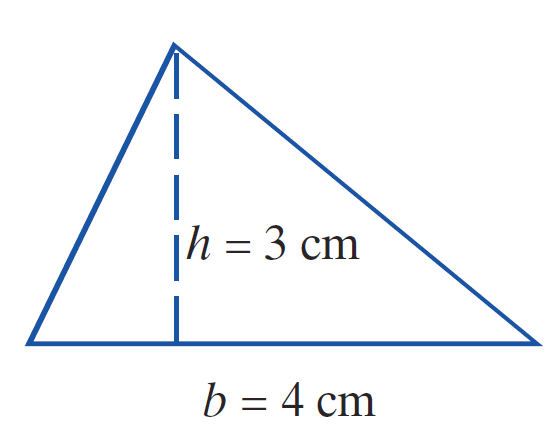 h = 3 cm
b = 4 cm